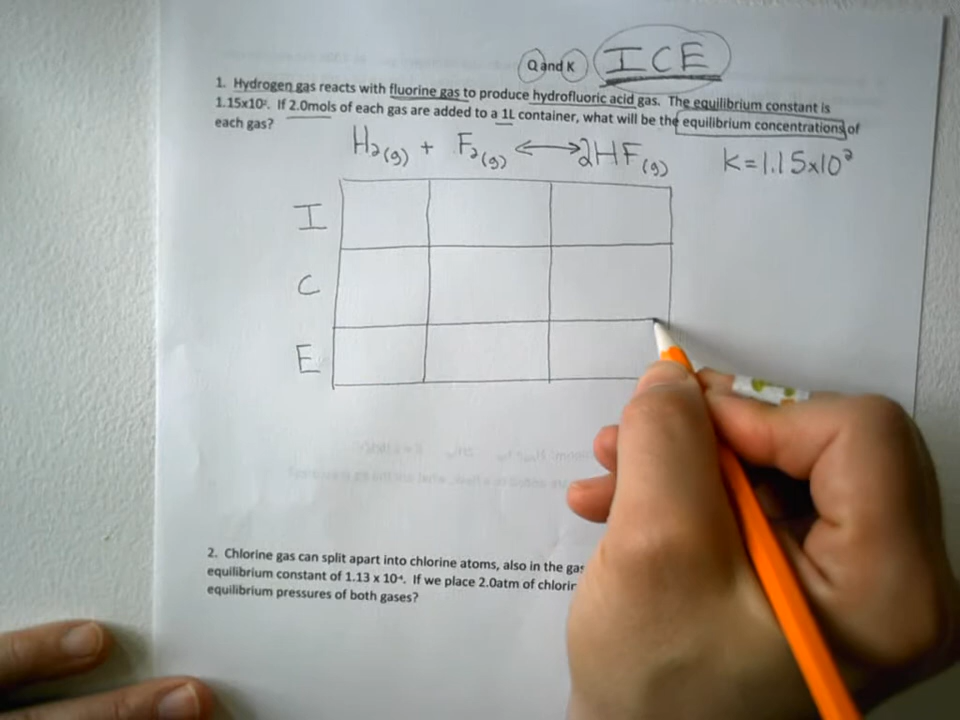 Q and K ICE
1. Hydrogen gas reacts with fluorine gas to produce hydrofluoric acid gas. The equilibrium constant is
1.15x10². If 2.0mols of each gas are added to a 1L container, what will be the equilibrium concentrations of
each gas?
H₂(g) + F₂(g) ⟷ 2HF(g) K=1.15x10²
I
C
E
2. Chlorine gas can split apart into chlorine atoms, also in the gas
equilibrium constant of 1.13 x 10⁻⁴. If we place 2.0atm of chlorin
equilibrium pressures of both gases?